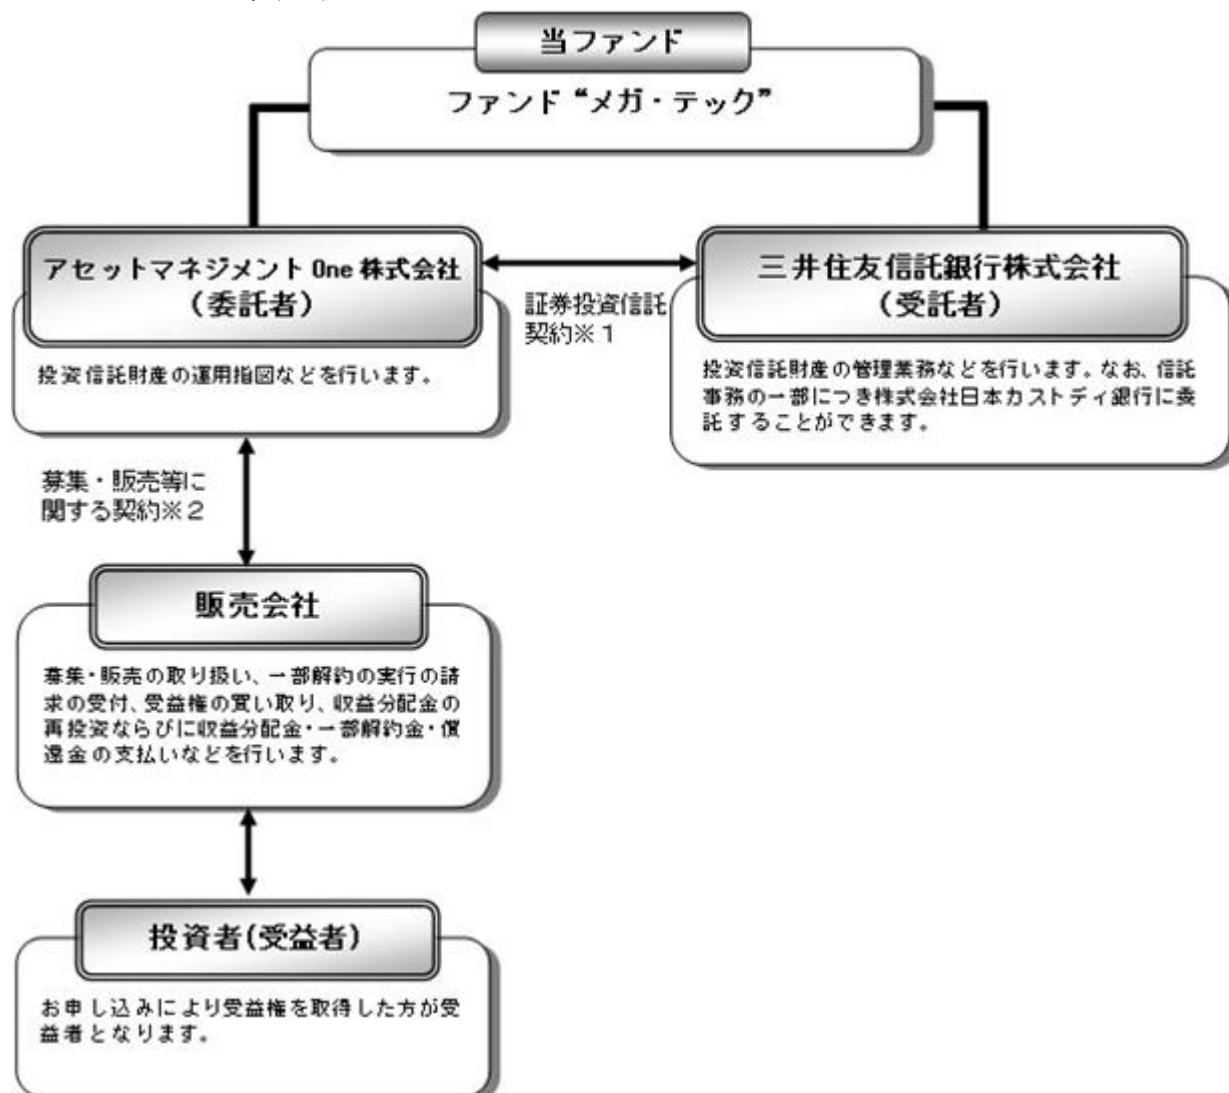 当ファンド
ファンド“メガ・テック”
アセットマネジメントOne株式会社
（委託者）
投資信託財産の運用指図などを行います。
証券投資信託
契約※１
三井住友信託銀行株式会社
（受託者）
投資信託財産の管理業務などを行います。なお、信託
事務の一部につき株式会社日本カストディ銀行に委
託することができます。
募集・販売等に
関する契約※２
販売会社
募集・販売の取り扱い、一部解約の実行の請
求の受付、受益権の買い取り、収益分配金の
再投資ならびに収益分配金・一部解約金・償
還金の支払いなどを行います。
投資者(受益者)
お申し込みにより受益権を取得した方が受
益者となります。